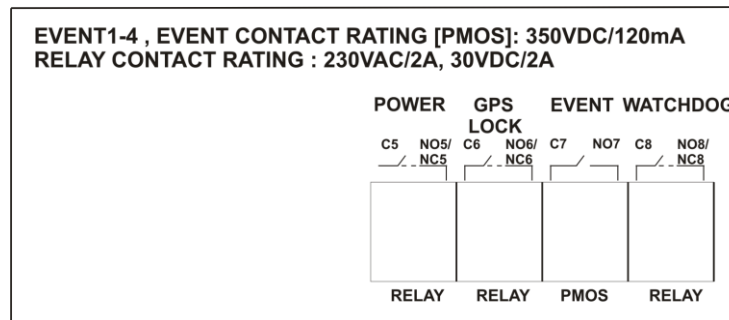 EVENT1-4 , EVENT CONTACT RATING [PMOS]: 350VDC/120mA
RELAY CONTACT RATING : 230VAC/2A, 30VDC/2A
POWER GPS LOCK EVENT WATCHDOG
C5 NO5/ NC5 C6 NO6/ NC6 C7 NO7 C8 NO8/ NC8
RELAY RELAY PMOS RELAY